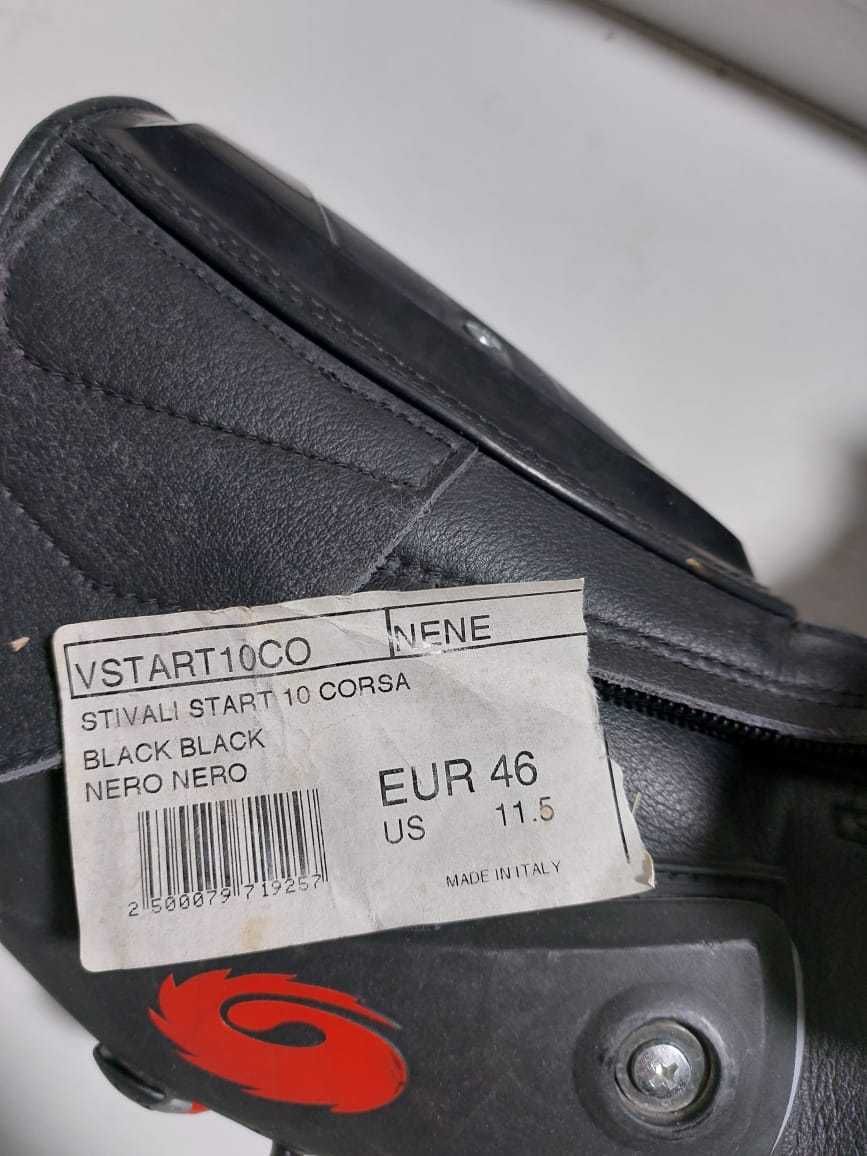 VSTART10CO NENE
STIVALI START 10 CORSA
BLACK BLACK
NERO NERO
EUR 46
US 11.5
2 500079 719257
MADE IN ITALY